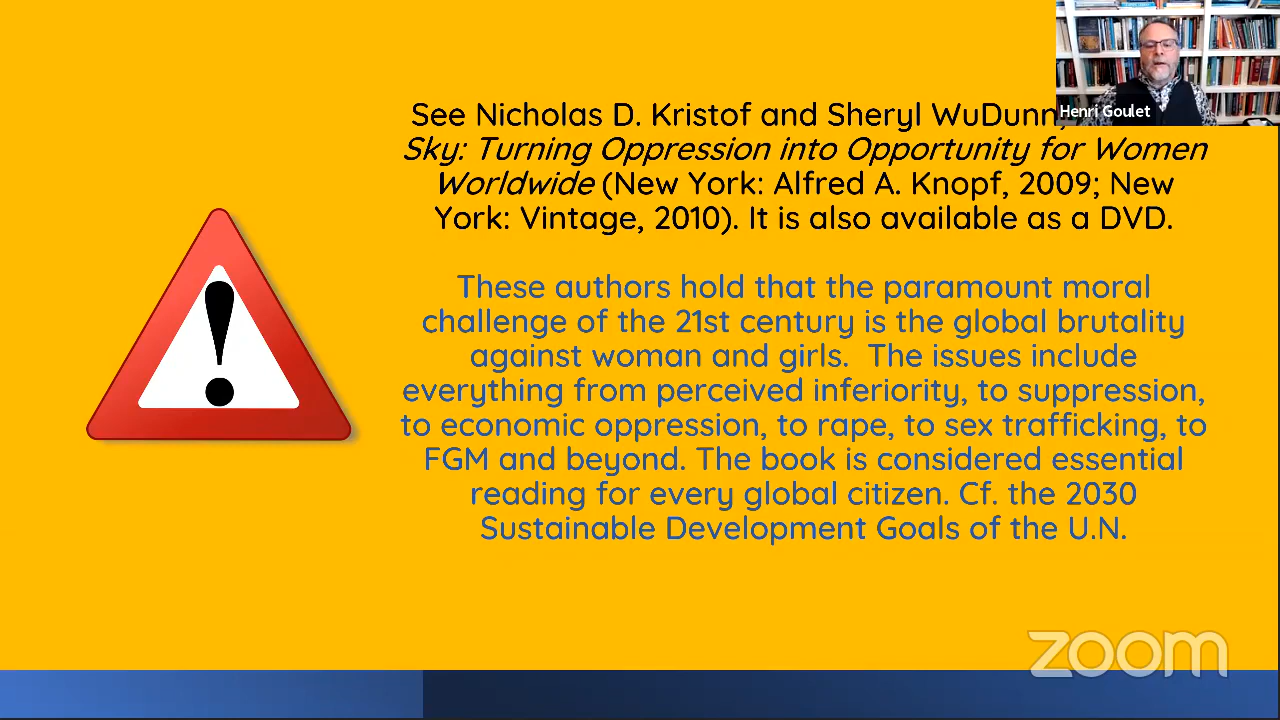 Henri Goulet
See Nicholas D. Kristof and Sheryl WuDunn,
Sky: Turning Oppression into Opportunity for Women
Worldwide (New York: Alfred A. Knopf, 2009; New
York: Vintage, 2010). It is also available as a DVD.
These authors hold that the paramount moral
challenge of the 21st century is the global brutality
against woman and girls. The issues include
everything from perceived inferiority, to suppression,
to economic oppression, to rape, to sex trafficking, to
FGM and beyond. The book is considered essential
reading for every global citizen. Cf. the 2030
Sustainable Development Goals of the U.N.
zoom